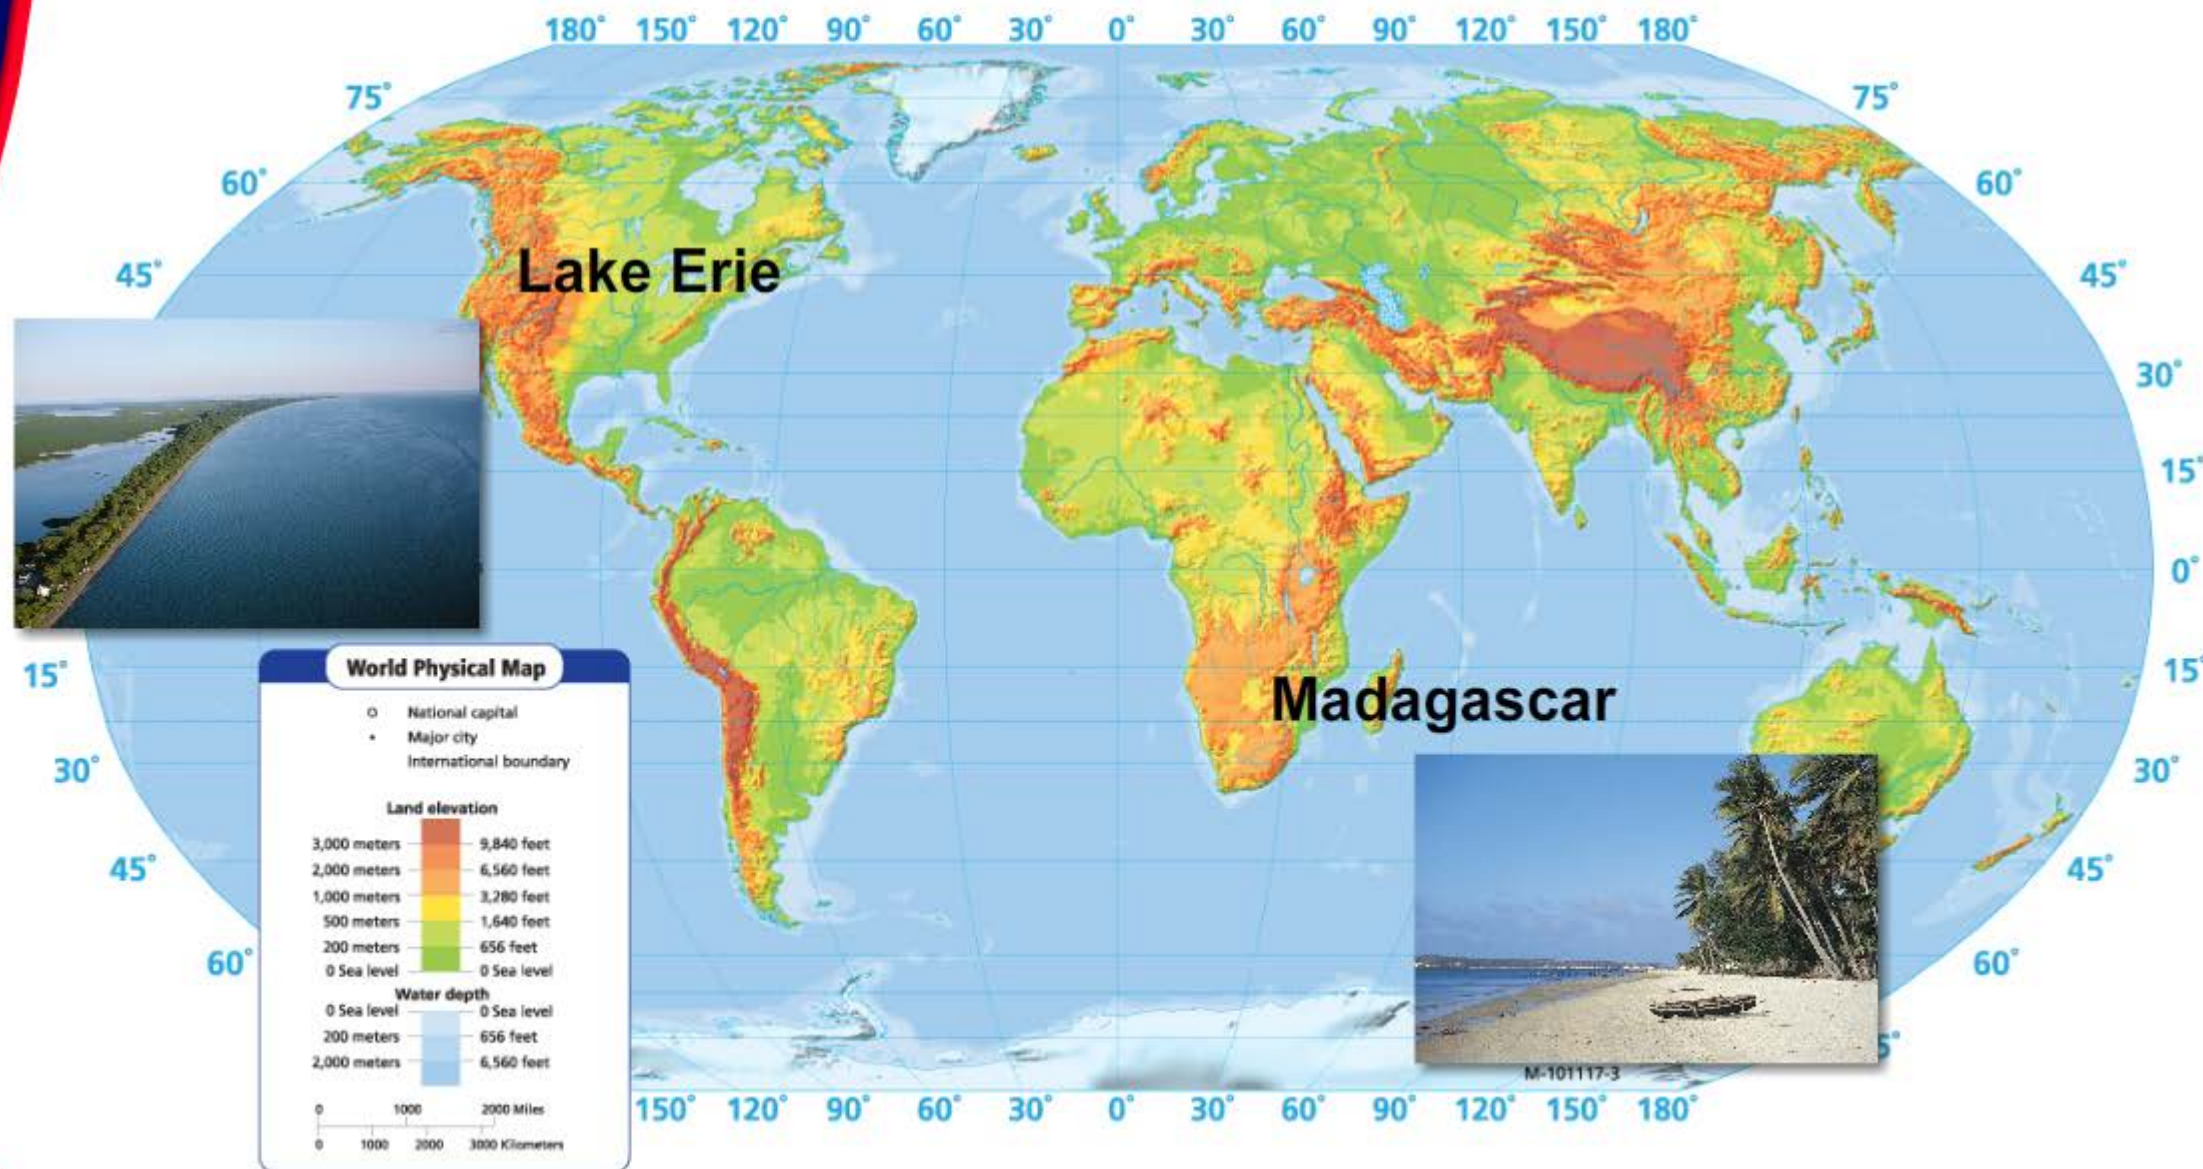 180° 150° 120° 90° 60° 30° 0° 30° 60° 90° 120° 150° 180°
75° 75°
60° 60°
Lake Erie
45° 45°
30°
15°
0°
15° 15°
Madagascar
30° 30°
45° 45°
60° 60°
5°
World Physical Map
National capital
Major city
International boundary
Land elevation
3,000 meters 9,840 feet
2,000 meters 6,560 feet
1,000 meters 3,280 feet
500 meters 1,640 feet
200 meters 656 feet
0 Sea level 0 Sea level
Water depth
0 Sea level 0 Sea level
200 meters 656 feet
2,000 meters 6,560 feet
0 1000 2000 Miles
0 1000 2000 3000 Kilometers
M-101117-3
150° 120° 90° 60° 30° 0° 30° 60° 90° 120° 150° 180°